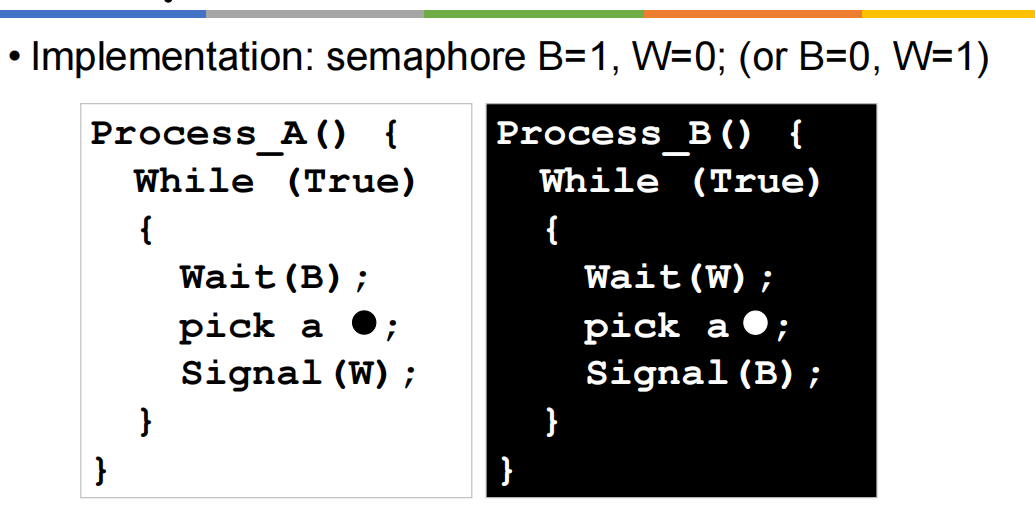 • Implementation: semaphore B=1, W=0; (or B=0, W=1)
Process_A() {
While (True)
{
Wait(B);
pick a ●;
Signal(W);
}
}
Process_B() {
While (True)
{
Wait(W);
pick a ●;
Signal(B);
}
}